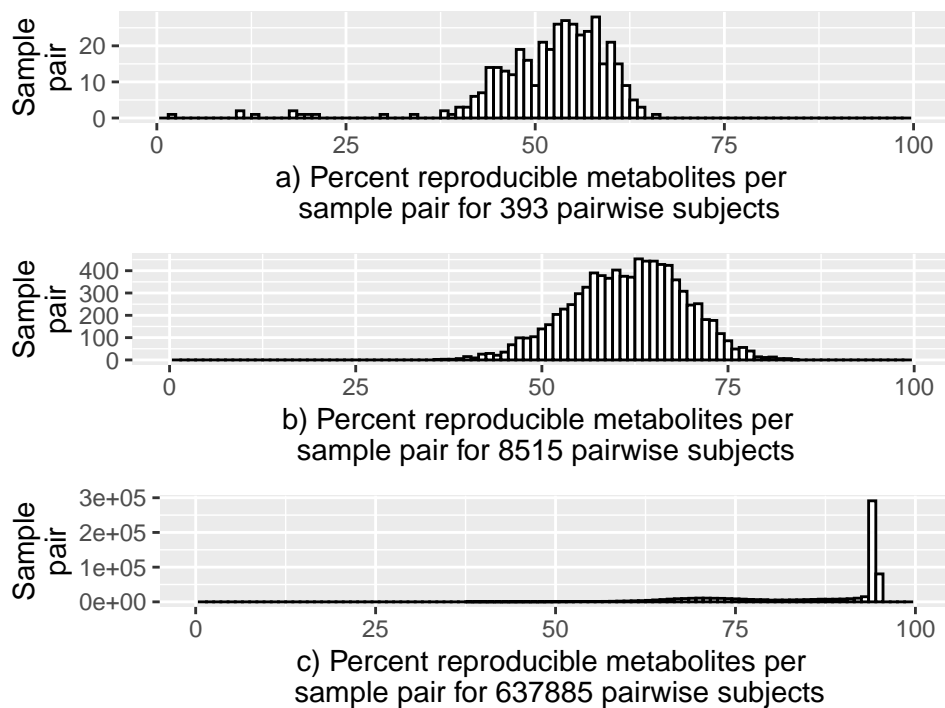 Sample
pair
20
10
0
0
25
50
75
100
a) Percent reproducible metabolites per
sample pair for 393 pairwise subjects
Sample
pair
400
300
200
100
0
0
25
50
75
100
b) Percent reproducible metabolites per
sample pair for 8515 pairwise subjects
Sample
pair
3e+05
2e+05
1e+05
0e+00
0
25
50
75
100
c) Percent reproducible metabolites per
sample pair for 637885 pairwise subjects